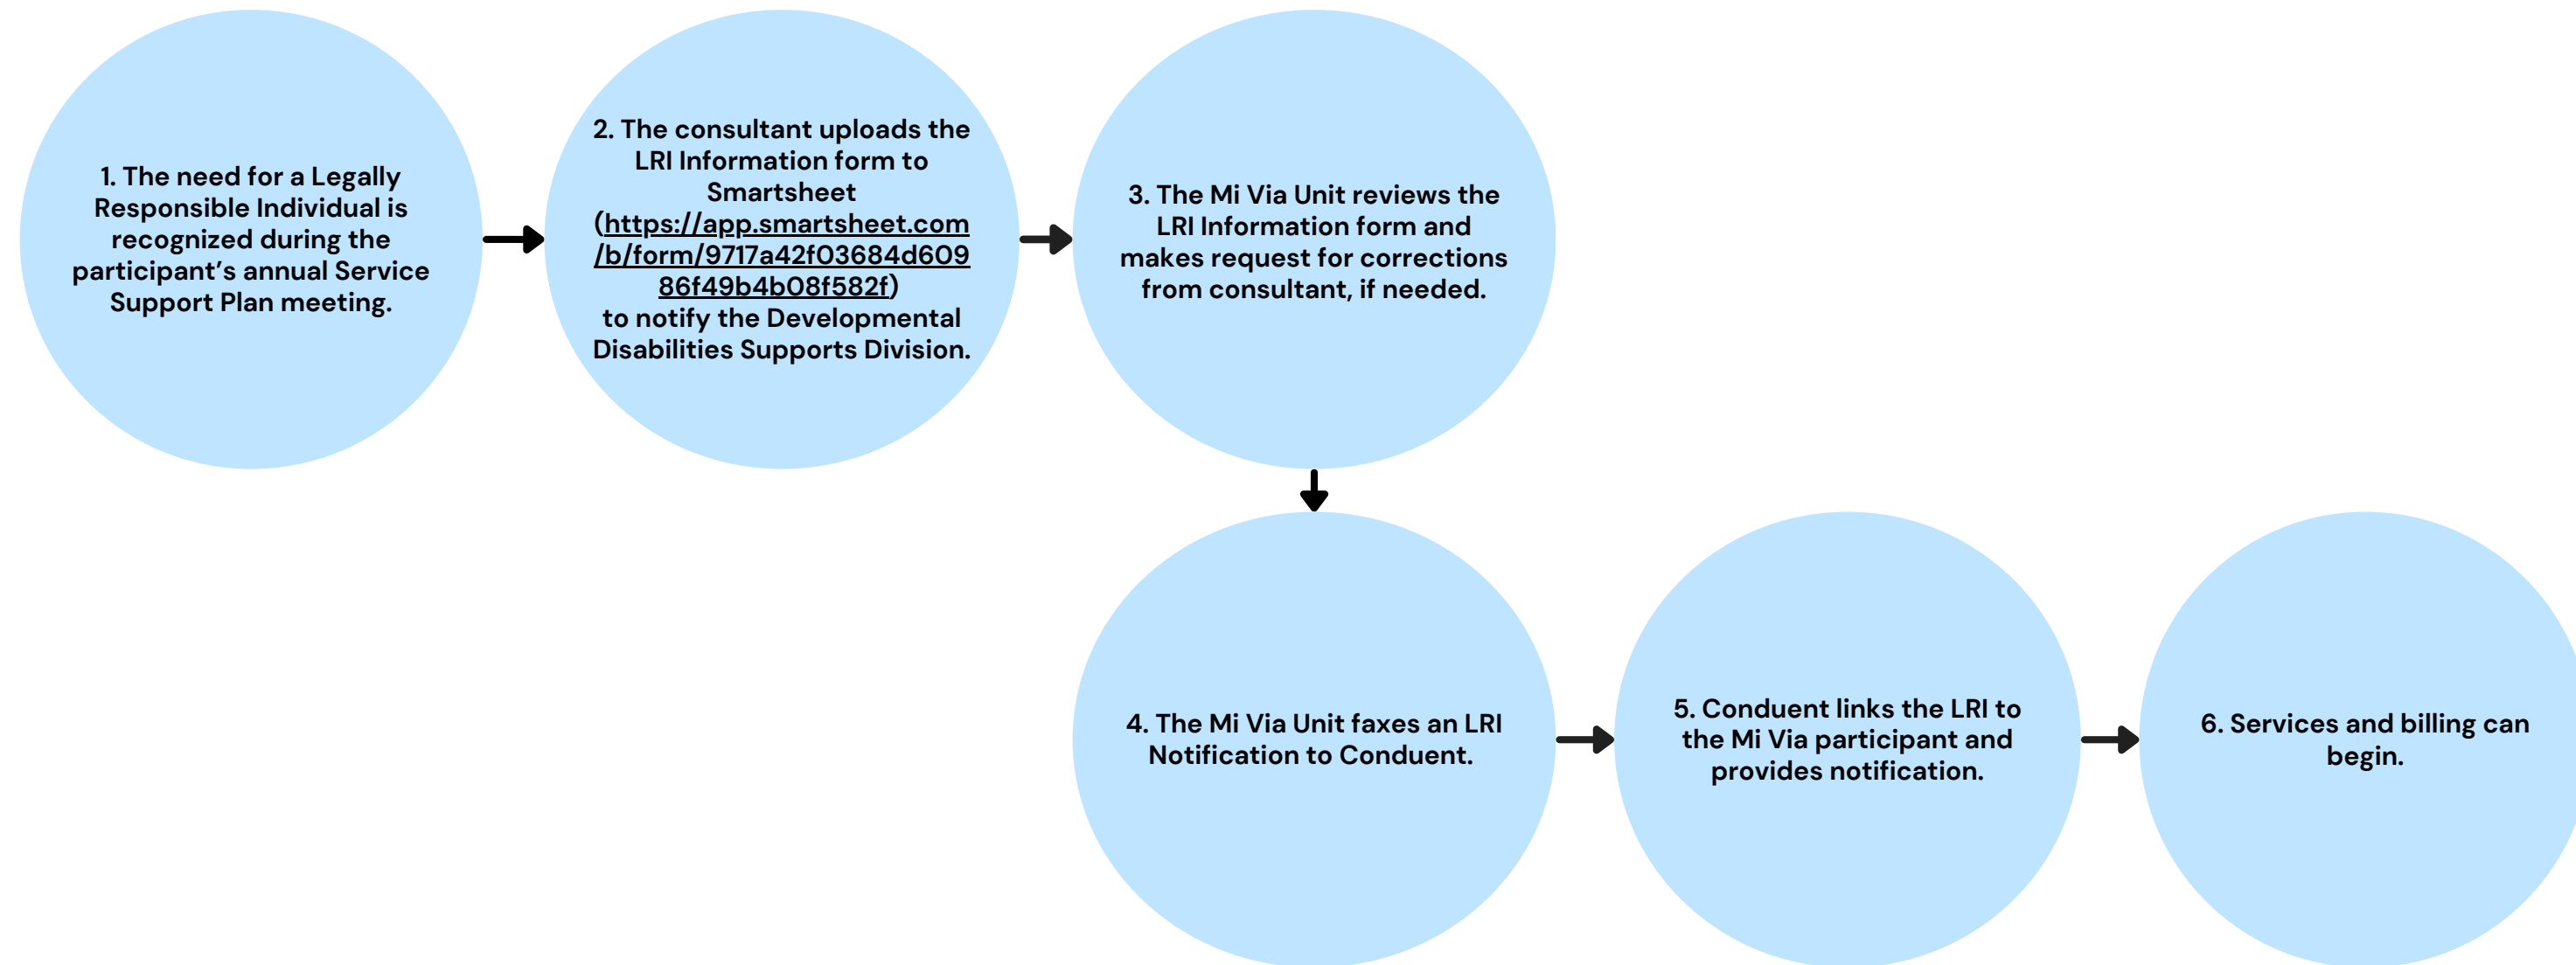 1. The need for a Legally
Responsible Individual is
recognized during the
participant’s annual Service
Support Plan meeting.
2. The consultant uploads the
LRI Information form to
Smartsheet
(https://app.smartsheet.com
/b/form/9717a42f03684d609
86f49b4b08f582f)
to notify the Developmental
Disabilities Supports Division.
3. The Mi Via Unit reviews the
LRI Information form and
makes request for corrections
from consultant, if needed.
4. The Mi Via Unit faxes an LRI
Notification to Conduent.
5. Conduent links the LRI to
the Mi Via participant and
provides notification.
6. Services and billing can
begin.